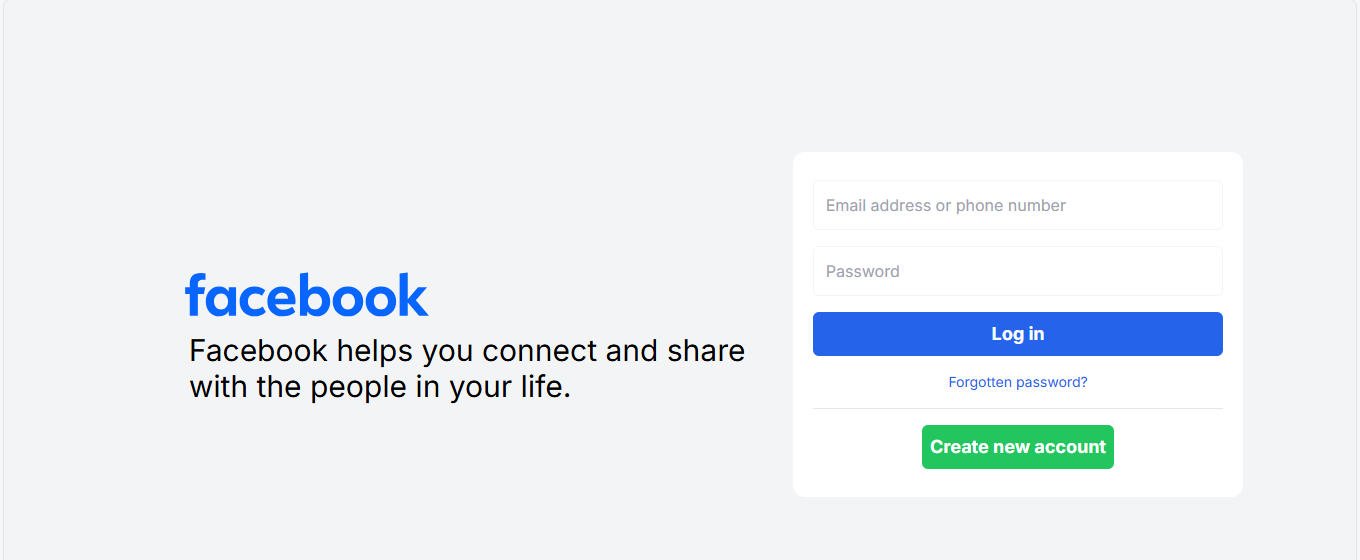 facebook
Facebook helps you connect and share
with the people in your life.
Email address or phone number
Password
Log in
Forgotten password?
Create new account